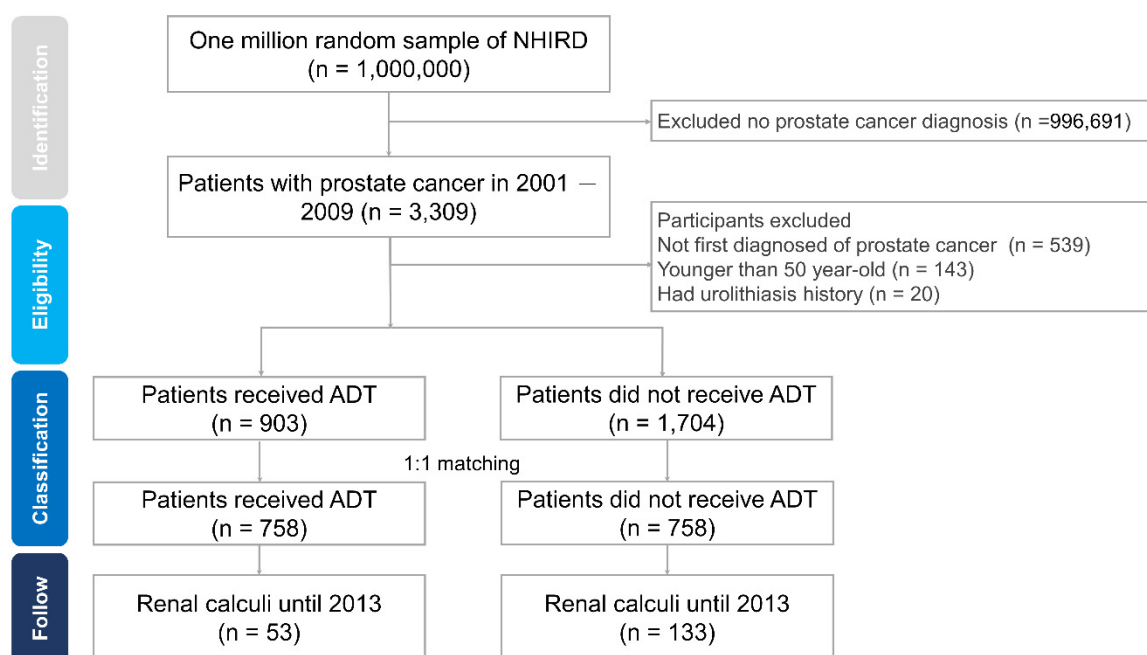 Identification
One million random sample of NHIRD
(n = 1,000,000)
Excluded no prostate cancer diagnosis (n =996,691)
Patients with prostate cancer in 2001 —
2009 (n = 3,309)
Eligibility
Participants excluded
Not first diagnosed of prostate cancer (n = 539)
Younger than 50 year-old (n = 143)
Had urolithiasis history (n = 20)
Classification
Patients received ADT
(n = 903)
Patients did not receive ADT
(n = 1,704)
1:1 matching
Patients received ADT
(n = 758)
Patients did not receive ADT
(n = 758)
Follow
Renal calculi until 2013
(n = 53)
Renal calculi until 2013
(n = 133)